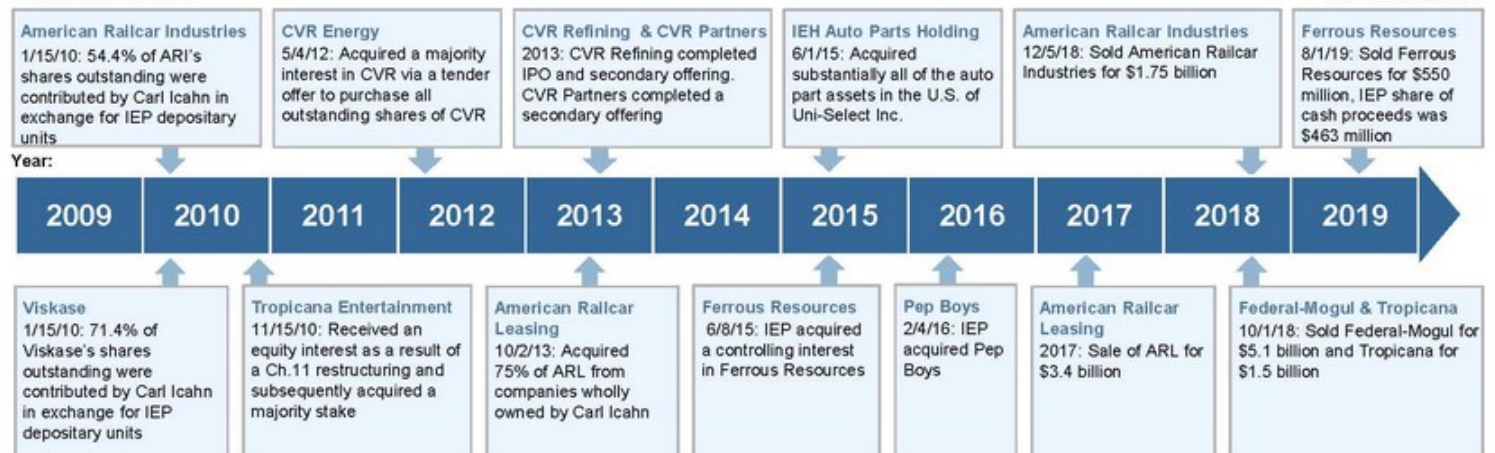 American Railcar Industries
1/15/10: 54.4% of ARI's
shares outstanding were
contributed by Carl Icahn in
exchange for IEP depositary
units
CVR Energy
5/4/12: Acquired a majority
interest in CVR via a tender
offer to purchase all
outstanding shares of CVR
CVR Refining & CVR Partners
2013: CVR Refining completed
IPO and secondary offering.
CVR Partners completed a
secondary offering
IEH Auto Parts Holding
6/1/15: Acquired
substantially all of the auto
part assets in the U.S. of
Uni-Select Inc.
American Railcar Industries
12/5/18: Sold American Railcar
Industries for $1.75 billion
Ferrous Resources
8/1/19: Sold Ferrous
Resources for $550
million, IEP share of
cash proceeds was
$463 million
Year:
2009 2010 2011 2012 2013 2014 2015 2016 2017 2018 2019
Viskase
1/15/10: 71.4% of
Viskase's shares
outstanding were
contributed by Carl Icahn
in exchange for IEP
depositary units
Tropicana Entertainment
11/15/10: Received an
equity interest as a result of
a Ch.11 restructuring and
subsequently acquired a
majority stake
American Railcar
Leasing
10/2/13: Acquired
75% of ARL from
companies wholly
owned by Carl Icahn
Ferrous Resources
6/8/15: IEP acquired
a controlling interest
in Ferrous Resources
Pep Boys
2/4/16: IEP
acquired Pep
Boys
American Railcar
Leasing
2017: Sale of ARL for
$3.4 billion
Federal-Mogul & Tropicana
10/1/18: Sold Federal-Mogul for
$5.1 billion and Tropicana for
$1.5 billion